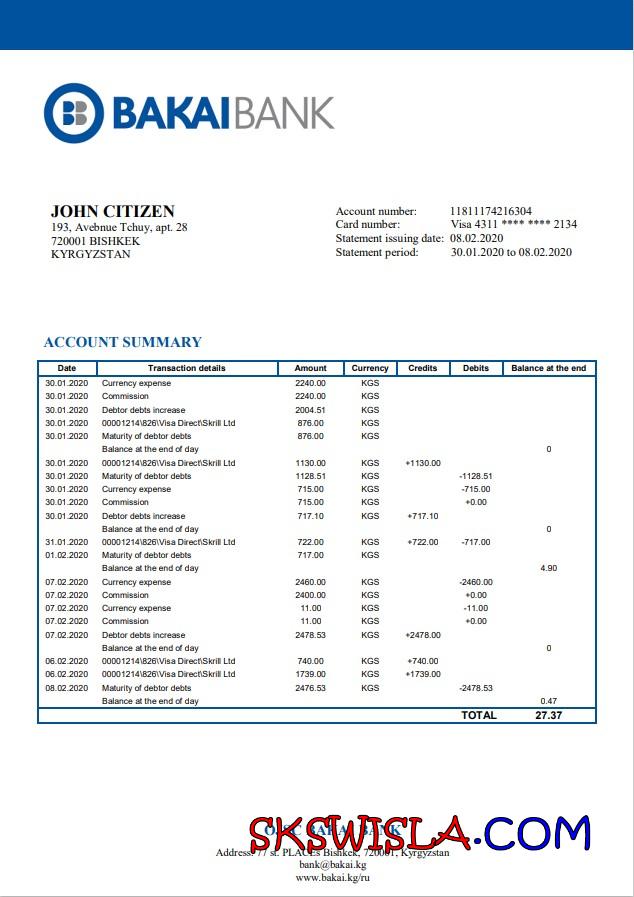 BAKAIBANK
JOHN CITIZEN
193, Avebnue Tchuy, apt. 28
720001 BISHKEK
KYRGYZSTAN
Account number: 11811174216304
Card number: Visa 4311 **** **** 2134
Statement issuing date: 08.02.2020
Statement period: 30.01.2020 to 08.02.2020
ACCOUNT SUMMARY
Date Transaction details Amount Currency Credits Debits Balance at the end
30.01.2020 Currency expense 2240.00 KGS
30.01.2020 Commission 2240.00 KGS
30.01.2020 Debtor debts increase 2004.51 KGS
30.01.2020 00001214\826\Visa Direct\Skrill Ltd 876.00 KGS
30.01.2020 Maturity of debtor debts 876.00 KGS
Balance at the end of day 0
30.01.2020 00001214\826\Visa Direct\Skrill Ltd 1130.00 KGS +1130.00
30.01.2020 Maturity of debtor debts 1128.51 KGS -1128.51
30.01.2020 Currency expense 715.00 KGS -715.00
30.01.2020 Commission 715.00 KGS +0.00
30.01.2020 Debtor debts increase 717.10 KGS +717.10
Balance at the end of day 0
31.01.2020 00001214\826\Visa Direct\Skrill Ltd 722.00 KGS +722.00 -717.00
01.02.2020 Maturity of debtor debts 717.00 KGS
Balance at the end of day 4.90
07.02.2020 Currency expense 2460.00 KGS -2460.00
07.02.2020 Commission 2400.00 KGS +0.00
07.02.2020 Currency expense 11.00 KGS -11.00
07.02.2020 Commission 11.00 KGS +0.00
07.02.2020 Debtor debts increase 2478.53 KGS +2478.00
Balance at the end of day 0
06.02.2020 00001214\826\Visa Direct\Skrill Ltd 740.00 KGS +740.00
06.02.2020 00001214\826\Visa Direct\Skrill Ltd 1739.00 KGS +1739.00
08.02.2020 Maturity of debtor debts 2476.53 KGS -2478.53
Balance at the end of day 0.47
TOTAL 27.37
OJSC BAKAI BANK
SKSWISLA.COM
Address: 77 st. PLACEs Bishkek, 720001, Kyrgyzstan
bank@bakai.kg
www.bakai.kg/ru